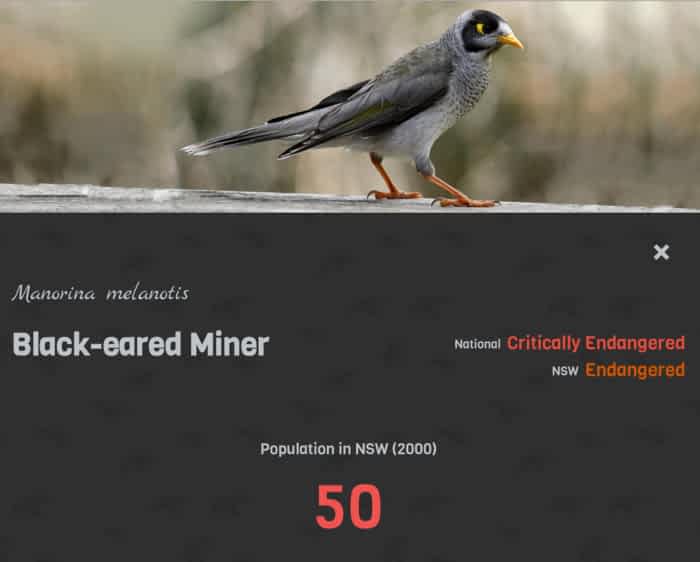 Manorina melanotis
Black-eared Miner
National Critically Endangered
NSW Endangered
Population in NSW (2000)
50